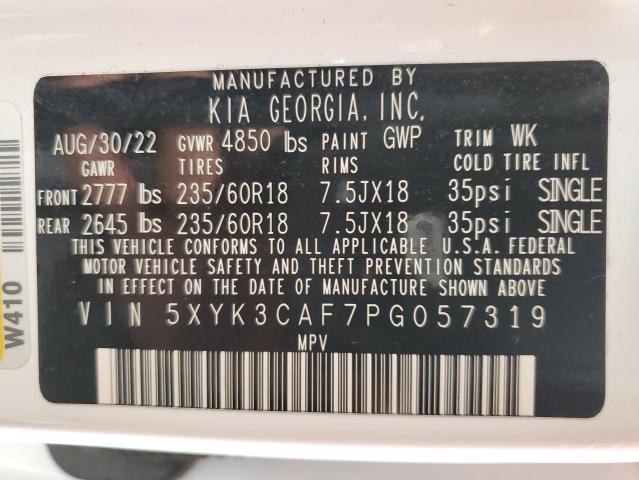 MANUFACTURED BY
KIA GEORGIA, INC.
AUG/30/22 GVWR 4850 lbs PAINT GWP TRIM WK
GAWR TIRES RIMS COLD TIRE INFL
FRONT 2777 lbs 235/60R18 7.5JX18 35psi SINGLE
REAR 2645 lbs 235/60R18 7.5JX18 35psi SINGLE
THIS VEHICLE CONFORMS TO ALL APPLICABLE U.S.A. FEDERAL
MOTOR VEHICLE SAFETY AND THEFT PREVENTION STANDARDS
IN EFFECT ON THE DATE OF MANUFACTURE SHOWN ABOVE
VIN 5XYK3CAF7PG057319
MPV
W410